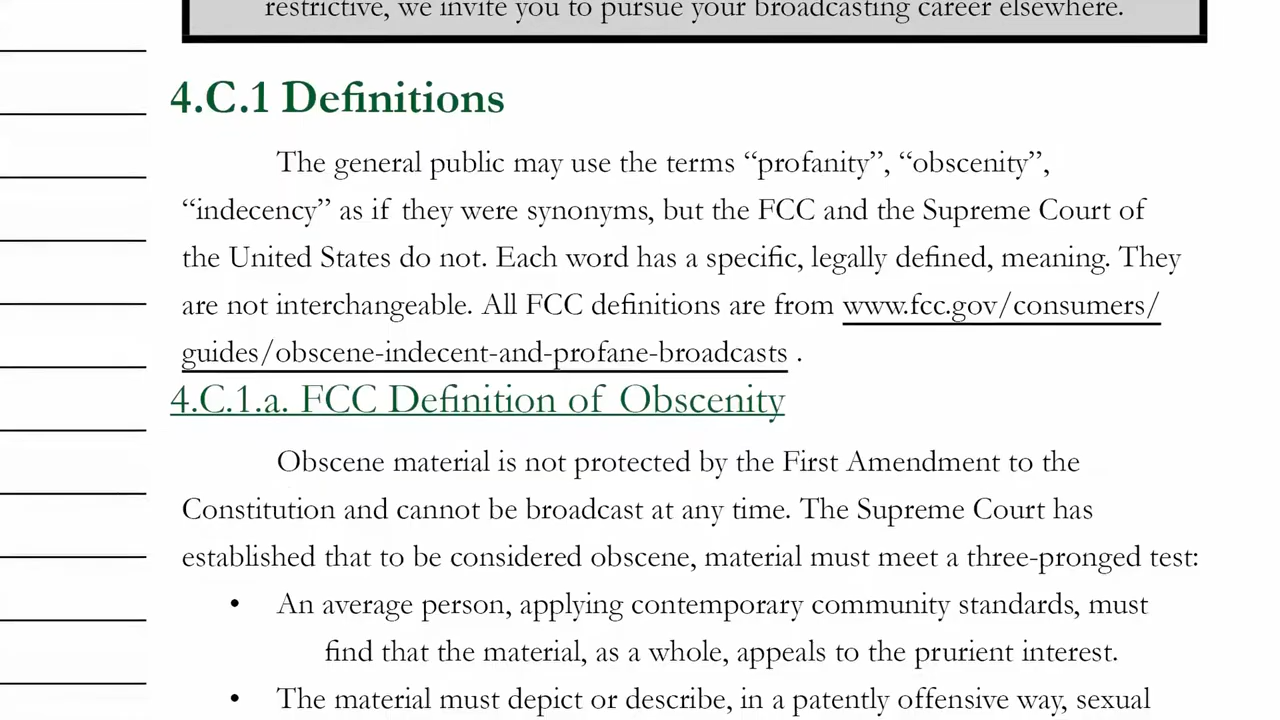 restrictive, we invite you to pursue your broadcasting career elsewhere.
4.C.1 Definitions
The general public may use the terms “profanity”, “obscenity”,
“indecency” as if they were synonyms, but the FCC and the Supreme Court of
the United States do not. Each word has a specific, legally defined, meaning. They
are not interchangeable. All FCC definitions are from www.fcc.gov/consumers/
guides/obscene-indecent-and-profane-broadcasts .
4.C.1.a. FCC Definition of Obscenity
Obscene material is not protected by the First Amendment to the
Constitution and cannot be broadcast at any time. The Supreme Court has
established that to be considered obscene, material must meet a three-pronged test:
• An average person, applying contemporary community standards, must
find that the material, as a whole, appeals to the prurient interest.
• The material must depict or describe, in a patently offensive way, sexual